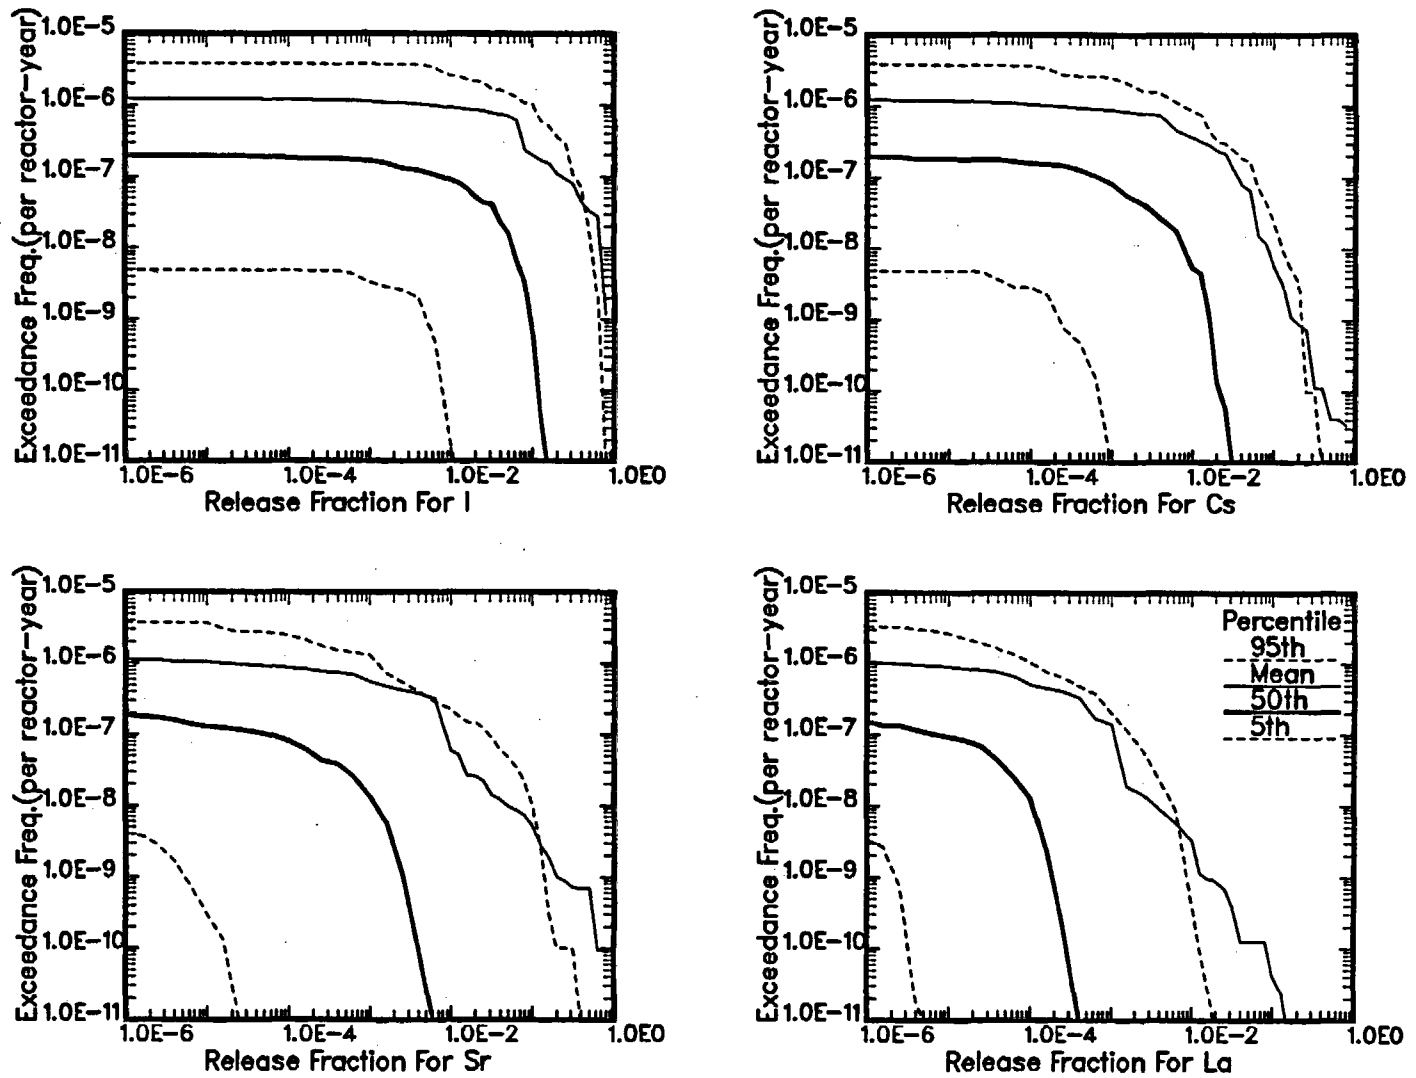 Exceedance Freq.(per reactor-year)
1.0E-5
1.0E-6
1.0E-7
1.0E-8
1.0E-9
1.0E-10
1.0E-11
1.0E-6
1.0E-4
1.0E-2
1.0E0
Release Fraction For I
Exceedance Freq.(per reactor-year)
1.0E-5
1.0E-6
1.0E-7
1.0E-8
1.0E-9
1.0E-10
1.0E-11
1.0E-6
1.0E-4
1.0E-2
1.0E0
Release Fraction For Cs
Exceedance Freq.(per reactor-year)
1.0E-5
1.0E-6
1.0E-7
1.0E-8
1.0E-9
1.0E-10
1.0E-11
1.0E-6
1.0E-4
1.0E-2
1.0E0
Release Fraction For Sr
Exceedance Freq.(per reactor-year)
1.0E-5
1.0E-6
1.0E-7
1.0E-8
1.0E-9
1.0E-10
1.0E-11
Percentile
95th
Mean
50th
5th
1.0E-6
1.0E-4
1.0E-2
1.0E0
Release Fraction For La